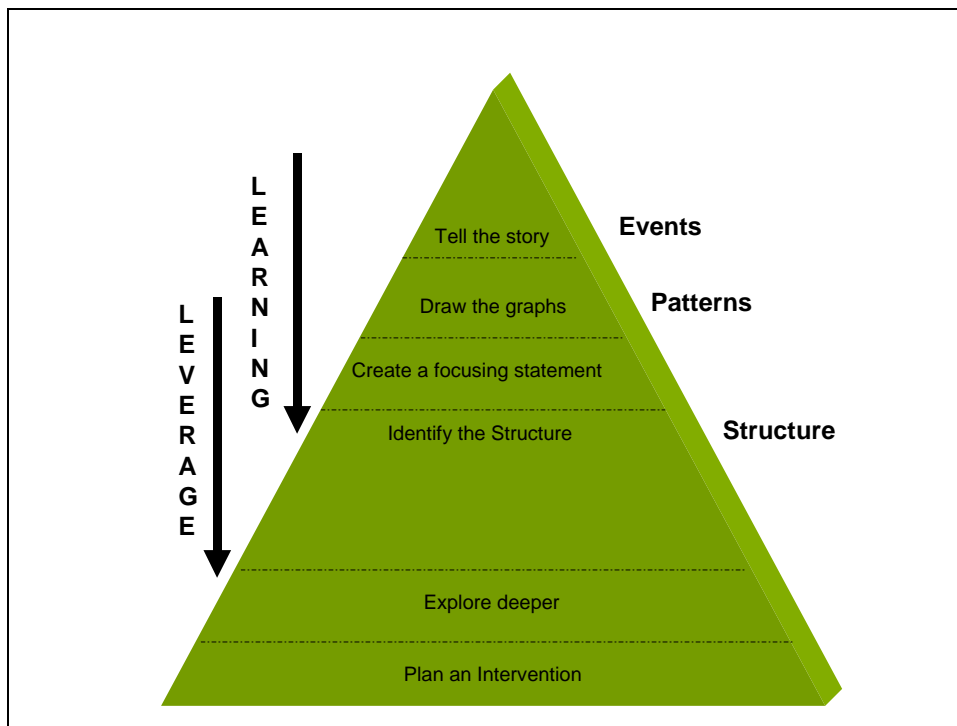 LEARNING
LEVERAGE
Tell the story
Events
Draw the graphs
Patterns
Create a focusing statement
Identify the Structure
Structure
Explore deeper
Plan an Intervention